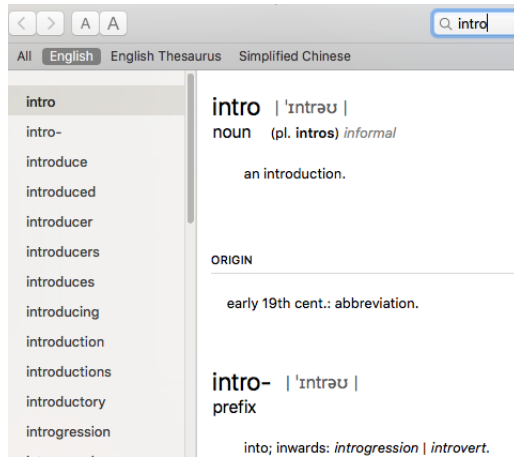 A A
intro
All English English Thesaurus Simplified Chinese
intro
intro-
introduce
introduced
introducer
introducers
introduces
introducing
introduction
introductions
introductory
introgression
intro | ˈɪntrəʊ |
noun (pl. intros) informal
an introduction.
ORIGIN
early 19th cent.: abbreviation.
intro- | ˈɪntrəʊ |
prefix
into; inwards: introgression | introvert.